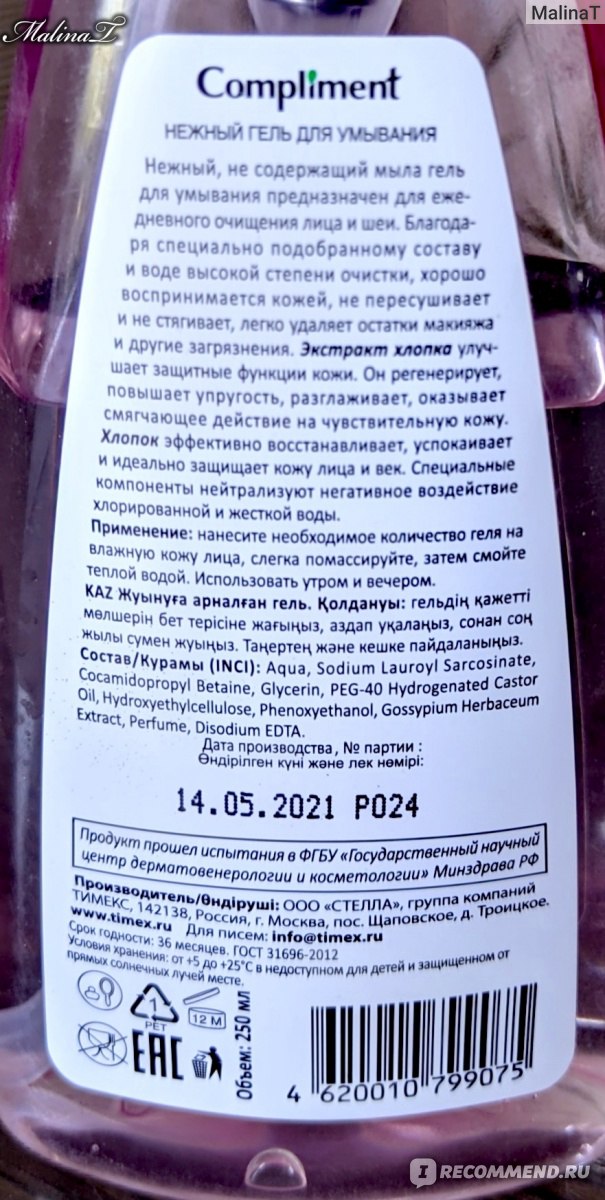 MalinaT
MalinaT
Compliment
НЕЖНЫЙ ГЕЛЬ ДЛЯ УМЫВАНИЯ
Нежный, не содержащий мыла гель
для умывания предназначен для еже-
дневного очищения лица и шеи. Благода-
ря специально подобранному составу
и воде высокой степени очистки, хорошо
воспринимается кожей, не пересушивает
и не стягивает, легко удаляет остатки макияжа
и другие загрязнения. Экстракт хлопка улуч-
шает защитные функции кожи. Он регенерирует,
повышает упругость, разглаживает, оказывает
смягчающее действие на чувствительную кожу.
Хлопок эффективно восстанавливает, успокаивает
и идеально защищает кожу лица и век. Специальные
компоненты нейтрализуют негативное воздействие
хлорированной и жесткой воды.
Применение: нанесите необходимое количество геля на
влажную кожу лица, слегка помассируйте, затем смойте
теплой водой. Использовать утром и вечером.
KAZ Жуынуға арналған гель. Қолдануы: гельдің қажетті
мөлшерін бет терісіне жағыңыз, аздап уқалаңыз, сонан соң
жылы сумен жуыңыз. Таңертең және кешке пайдаланыңыз.
Состав/Курамы (INCI): Aqua, Sodium Lauroyl Sarcosinate,
Cocamidopropyl Betaine, Glycerin, PEG-40 Hydrogenated Castor
Oil, Hydroxyethylcellulose, Phenoxyethanol, Gossypium Herbaceum
Extract, Perfume, Disodium EDTA.
Дата производства, № партии :
Өндірілген күні және лек немірі:
14.05.2021 P024
Продукт прошел испытания в ФГБУ «Государственный научный
центр дерматовенерологии и косметологии» Минздрава РФ
Производитель/Өндіруші: ООО «СТЕЛЛА», группа компаний
ТИМЕКС, 142138, Россия, г. Москва, пос. Щаповское, д. Троицкое.
www.timex.ru Для писем: info@timex.ru
Срок годности: 36 месяцев. ГОСТ 31696-2012
Условия хранения: от +5 до +25°С в недоступном для детей и защищенном от
прямых солнечных лучей месте.
1
PET
12 M
EAC
Объем: 250 мл
4 620010 799075
IRECOMMEND.RU